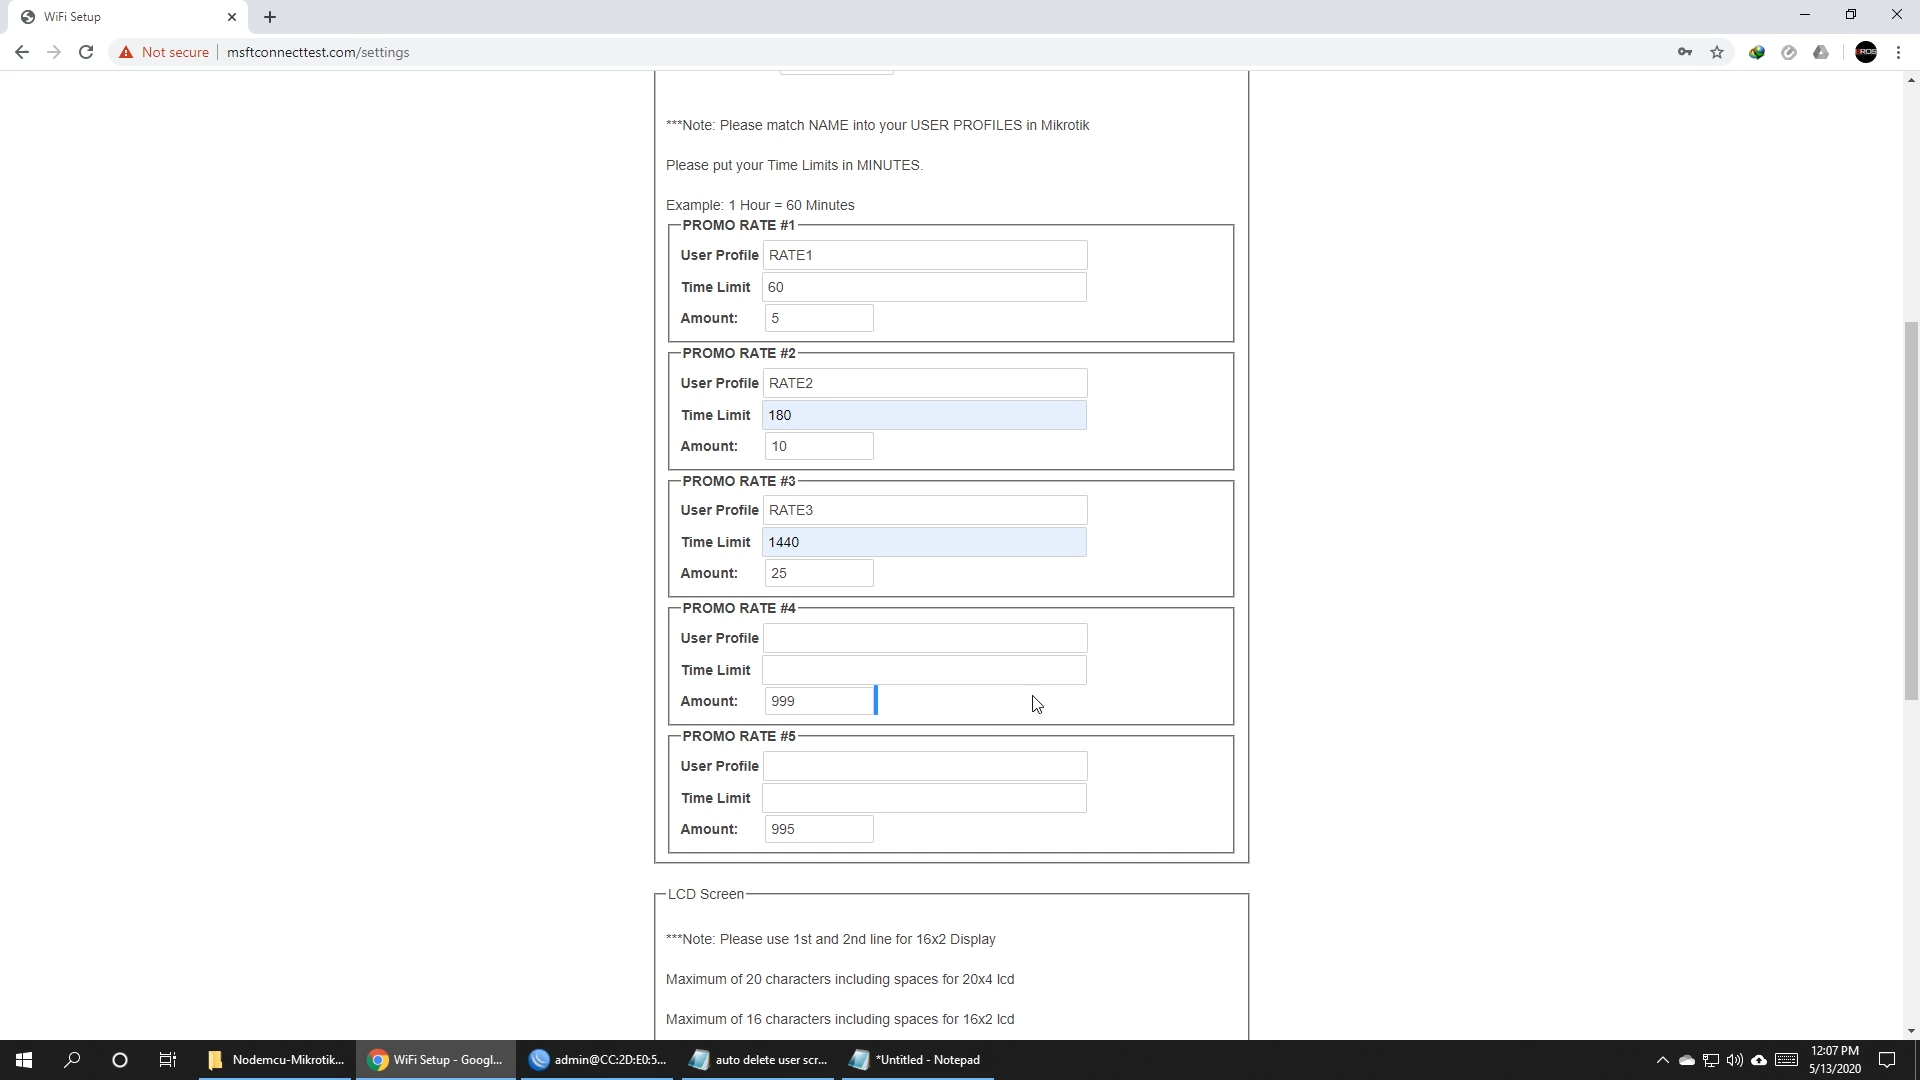 WiFi Setup
Not secure
msftconnecttest.com/settings
***Note: Please match NAME into your USER PROFILES in Mikrotik
Please put your Time Limits in MINUTES.
Example: 1 Hour = 60 Minutes
PROMO RATE #1
User Profile RATE1
Time Limit 60
Amount: 5
PROMO RATE #2
User Profile RATE2
Time Limit 180
Amount: 10
PROMO RATE #3
User Profile RATE3
Time Limit 1440
Amount: 25
PROMO RATE #4
User Profile
Time Limit
Amount: 999
PROMO RATE #5
User Profile
Time Limit
Amount: 995
LCD Screen
***Note: Please use 1st and 2nd line for 16x2 Display
Maximum of 20 characters including spaces for 20x4 lcd
Maximum of 16 characters including spaces for 16x2 lcd
Nodemcu-Mikrotik...
WiFi Setup - Googl...
admin@CC:2D:E0:5...
auto delete user scr...
*Untitled - Notepad
12:07 PM
5/13/2020